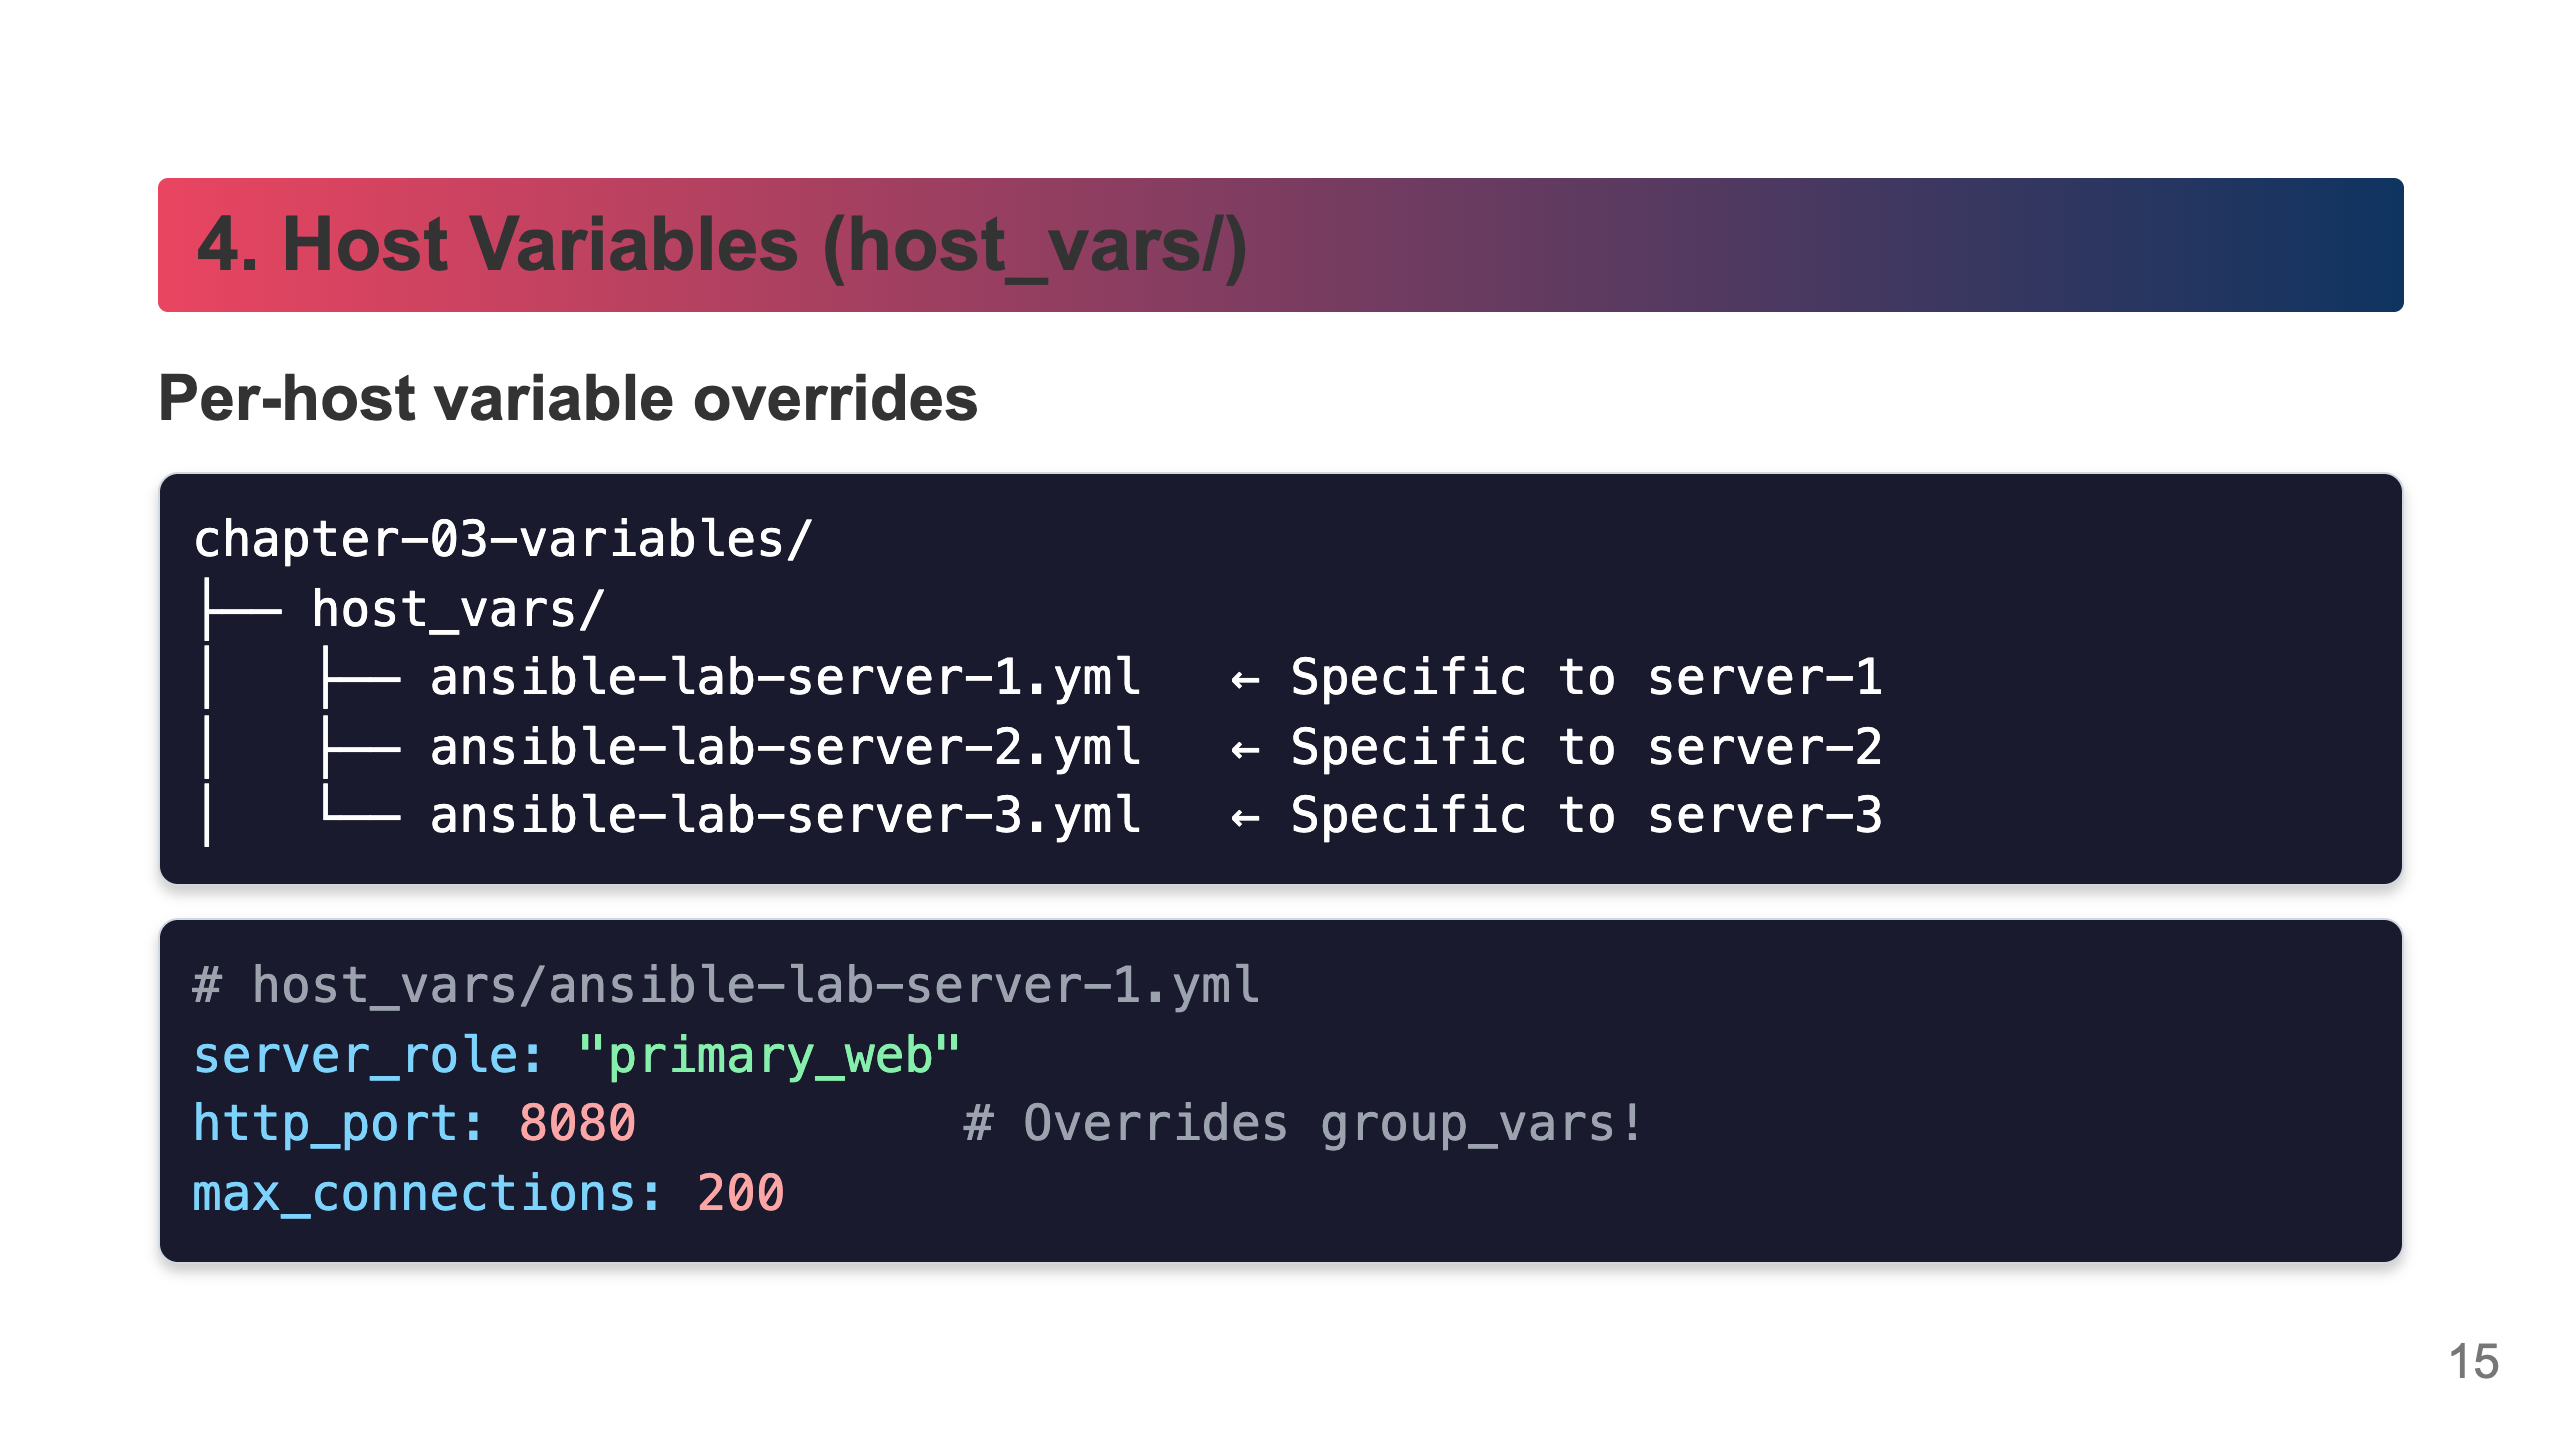 4. Host Variables (host_vars/)
Per-host variable overrides
chapter-03-variables/
├── host_vars/
│   ├── ansible-lab-server-1.yml   ← Specific to server-1
│   ├── ansible-lab-server-2.yml   ← Specific to server-2
│   └── ansible-lab-server-3.yml   ← Specific to server-3
# host_vars/ansible-lab-server-1.yml
server_role: "primary_web"
http_port: 8080           # Overrides group_vars!
max_connections: 200
15